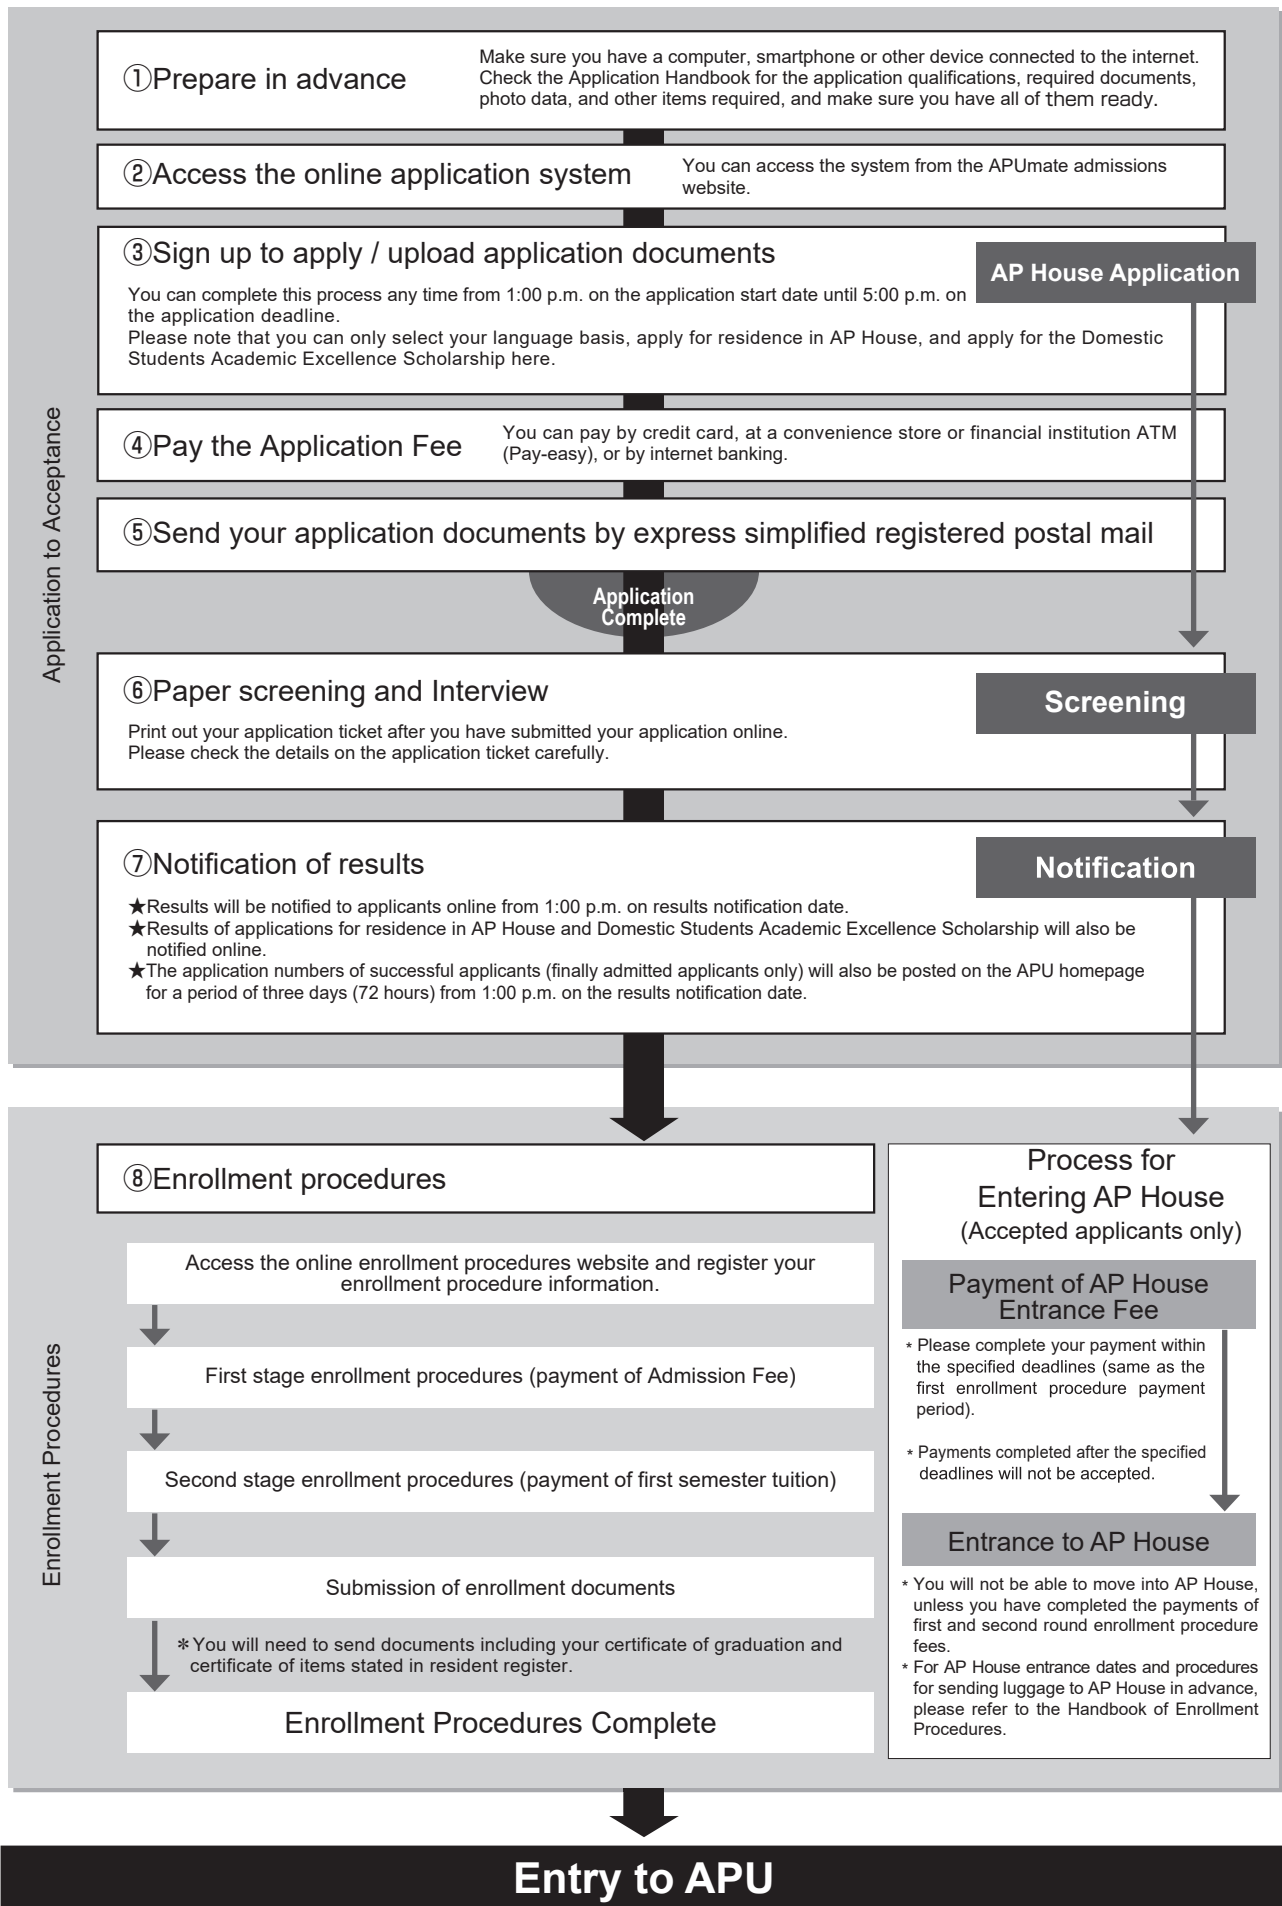 ①Prepare in advance
Make sure you have a computer, smartphone or other device connected to the internet.
Check the Application Handbook for the application qualifications, required documents,
photo data, and other items required, and make sure you have all of them ready.
②Access the online application system
You can access the system from the APUmate admissions
website.
③Sign up to apply / upload application documents
AP House Application
You can complete this process any time from 1:00 p.m. on the application start date until 5:00 p.m. on
the application deadline.
Please note that you can only select your language basis, apply for residence in AP House, and apply for the Domestic
Students Academic Excellence Scholarship here.
④Pay the Application Fee
You can pay by credit card, at a convenience store or financial institution ATM
(Pay-easy), or by internet banking.
⑤Send your application documents by express simplified registered postal mail
Application
Complete
Application to Acceptance
⑥Paper screening and Interview
Screening
Print out your application ticket after you have submitted your application online.
Please check the details on the application ticket carefully.
⑦Notification of results
Notification
★Results will be notified to applicants online from 1:00 p.m. on results notification date.
★Results of applications for residence in AP House and Domestic Students Academic Excellence Scholarship will also be
notified online.
★The application numbers of successful applicants (finally admitted applicants only) will also be posted on the APU homepage
for a period of three days (72 hours) from 1:00 p.m. on the results notification date.
⑧Enrollment procedures
Access the online enrollment procedures website and register your
enrollment procedure information.
First stage enrollment procedures (payment of Admission Fee)
Second stage enrollment procedures (payment of first semester tuition)
Submission of enrollment documents
✻You will need to send documents including your certificate of graduation and
certificate of items stated in resident register.
Enrollment Procedures Complete
Enrollment Procedures
Process for
Entering AP House
(Accepted applicants only)
Payment of AP House
Entrance Fee
* Please complete your payment within
the specified deadlines (same as the
first enrollment procedure payment
period).
* Payments completed after the specified
deadlines will not be accepted.
Entrance to AP House
* You will not be able to move into AP House,
unless you have completed the payments of
first and second round enrollment procedure
fees.
* For AP House entrance dates and procedures
for sending luggage to AP House in advance,
please refer to the Handbook of Enrollment
Procedures.
Entry to APU